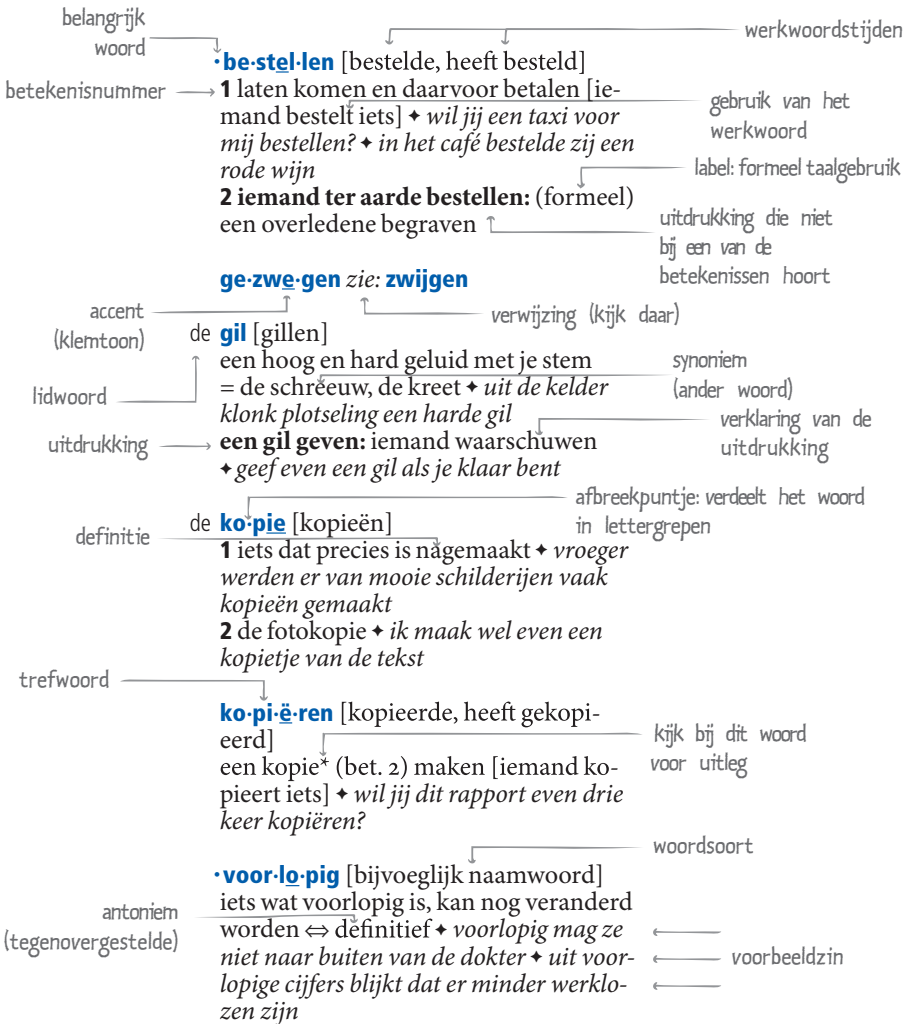 belangrijk
woord
werkwoordstijden
·be·stel·len [bestelde, heeft besteld]
betekenisnummer
1 laten komen en daarvoor betalen [ie-
mand bestelt iets] ✦ wil jij een taxi voor
mij bestellen? ✦ in het café bestelde zij een
rode wijn
gebruik van het
werkwoord
label: formeel taalgebruik
2 iemand ter aarde bestellen: (formeel)
een overledene begraven
uitdrukking die niet
bij een van de
betekenissen hoort
ge·zwe·gen zie: zwijgen
accent
(klemtoon)
verwijzing (kijk daar)
de gil [gillen]
een hoog en hard geluid met je stem
= de schreeuw, de kreet ✦ uit de kelder
klonk plotseling een harde gil
synoniem
(ander woord)
lidwoord
verklaring van de
uitdrukking
uitdrukking
een gil geven: iemand waarschuwen
✦ geef even een gil als je klaar bent
afbreekpuntje: verdeelt het woord
in lettergrepen
de ko·pie [kopieën]
definitie
1 iets dat precies is nagemaakt ✦ vroeger
werden er van mooie schilderijen vaak
kopieën gemaakt
2 de fotokopie ✦ ik maak wel even een
kopietje van de tekst
trefwoord
ko·pi·ë·ren [kopieerde, heeft gekopi-
eerd]
een kopie* (bet. 2) maken [iemand ko-
pieert iets] ✦ wil jij dit rapport even drie
keer kopiëren?
kijk bij dit woord
voor uitleg
woordsoort
·voor·lo·pig [bijvoeglijk naamwoord]
iets wat voorlopig is, kan nog veranderd
worden ⇔ definitief ✦ voorlopig mag ze
niet naar buiten van de dokter ✦ uit voor-
lopige cijfers blijkt dat er minder werklo-
zen zijn
antoniem
(tegenovergestelde)
voorbeeldzin